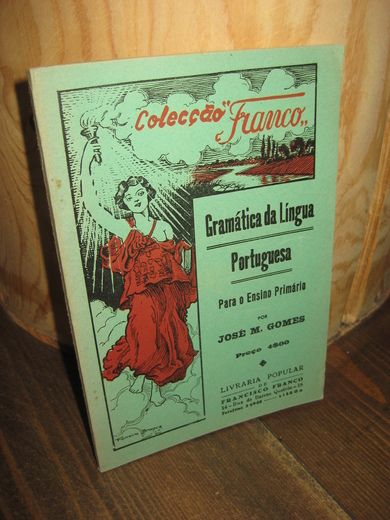 Colecção "Franco"
Gramática da Língua
Portuguesa
Para o Ensino Primário
POR
JOSÉ M. GOMES
Preço 4$00
LIVRARIA POPULAR
DE
FRANCISCO FRANCO
LISBOA